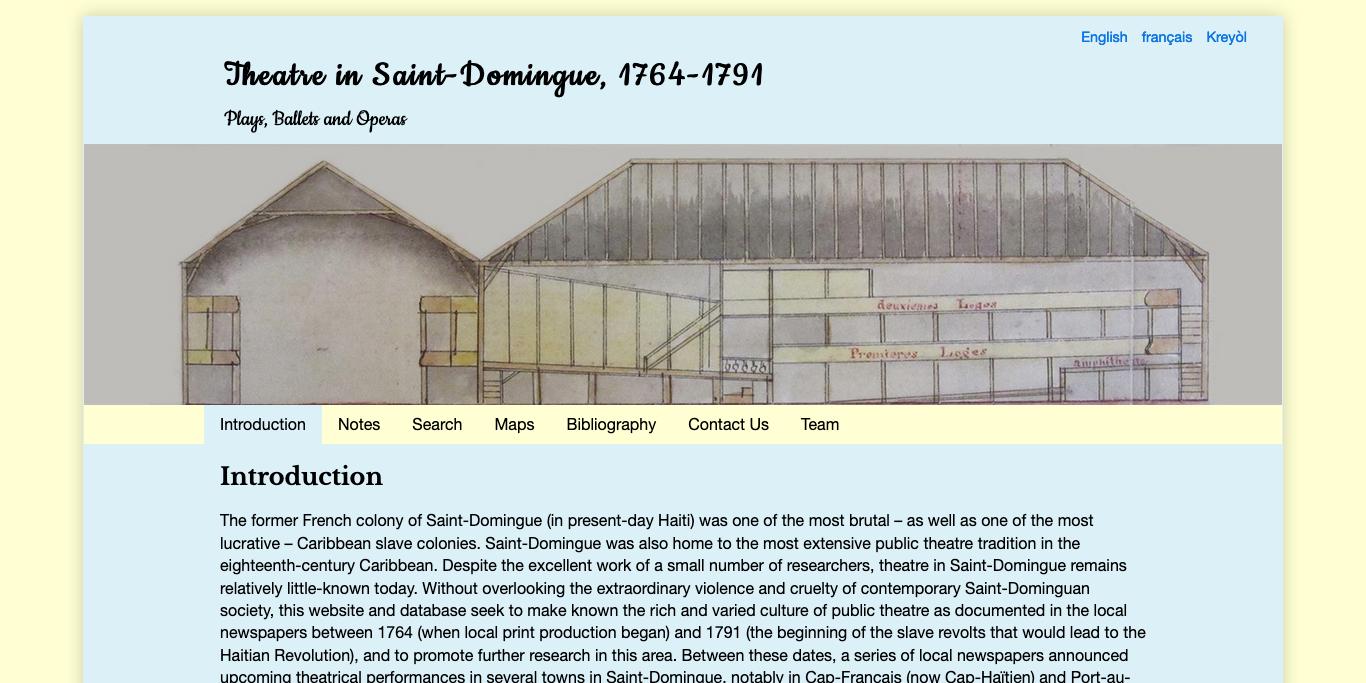 English français Kreyòl
Theatre in Saint-Domingue, 1764-1791
Plays, Ballets and Operas
deuxiemes Loges
Premieres Loges
amphitheatre
Introduction Notes Search Maps Bibliography Contact Us Team
Introduction
The former French colony of Saint-Domingue (in present-day Haiti) was one of the most brutal – as well as one of the most
lucrative – Caribbean slave colonies. Saint-Domingue was also home to the most extensive public theatre tradition in the
eighteenth-century Caribbean. Despite the excellent work of a small number of researchers, theatre in Saint-Domingue remains
relatively little-known today. Without overlooking the extraordinary violence and cruelty of contemporary Saint-Dominguan
society, this website and database seek to make known the rich and varied culture of public theatre as documented in the local
newspapers between 1764 (when local print production began) and 1791 (the beginning of the slave revolts that would lead to the
Haitian Revolution), and to promote further research in this area. Between these dates, a series of local newspapers announced
upcoming theatrical performances in several towns in Saint-Domingue, notably in Cap-Français (now Cap-Haïtien) and Port-au-